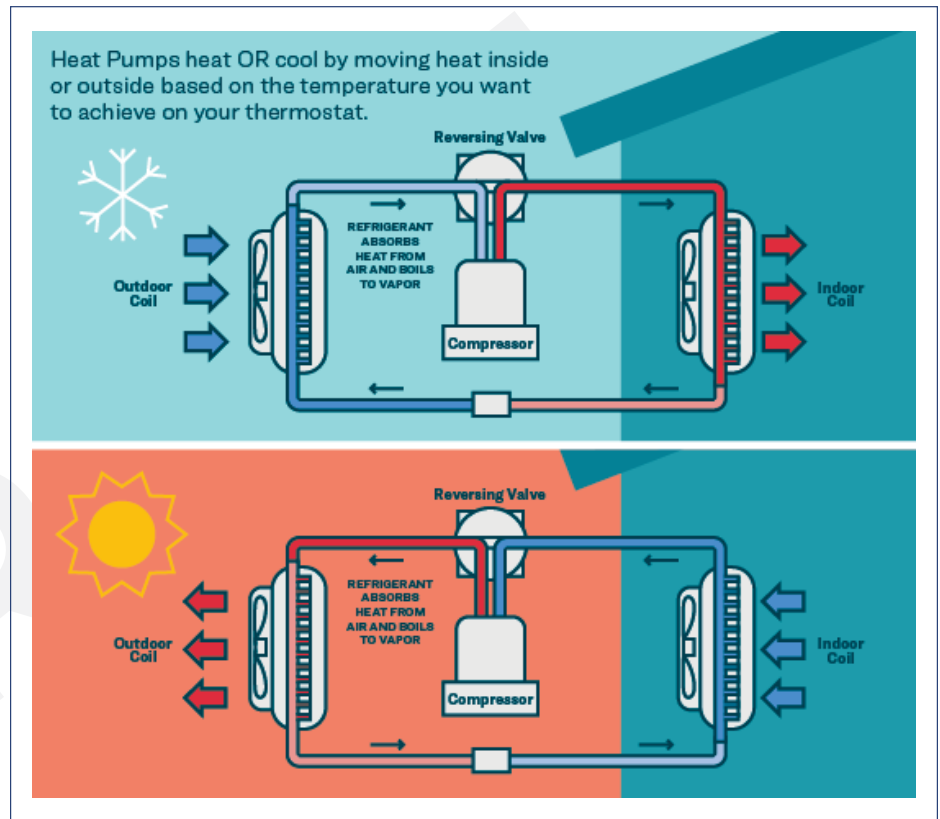 Heat Pumps heat OR cool by moving heat inside
or outside based on the temperature you want
to achieve on your thermostat.
Reversing Valve
REFRIGERANT
ABSORBS
HEAT FROM
AIR AND BOILS
TO VAPOR
Outdoor
Coil
Indoor
Coil
Compressor
Reversing Valve
REFRIGERANT
ABSORBS
HEAT FROM
AIR AND BOILS
TO VAPOR
Outdoor
Coil
Indoor
Coil
Compressor